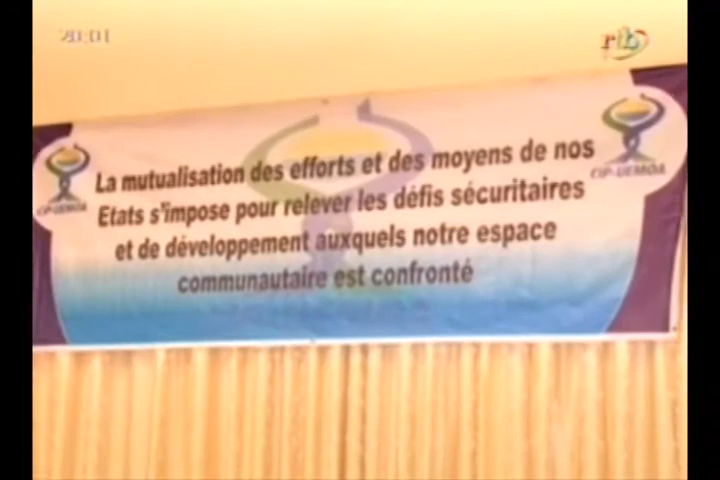 20:01
rtb
La mutualisation des efforts et des moyens de nos
Etats s'impose pour relever les défis sécuritaires
et de développement auxquels notre espace
communautaire est confronté
CIP-UEMOA
CIP-UEMOA